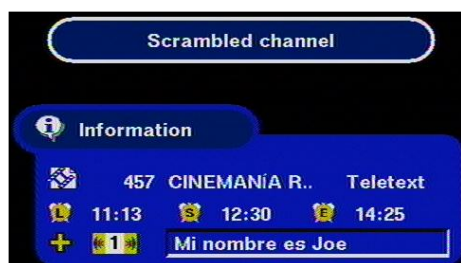 Scrambled channel
Information
457 CINEMANÍA R.. Teletext
L 11:13 S 12:30 E 14:25
1 Mi nombre es Joe